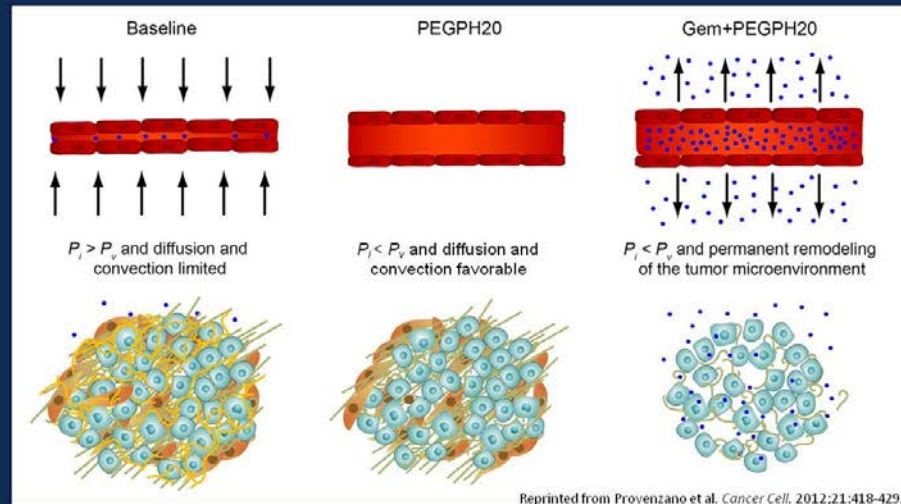 Baseline
PEGPH20
Gem+PEGPH20
Pᵢ > Pᵥ and diffusion and
convection limited
Pᵢ < Pᵥ and diffusion and
convection favorable
Pᵢ < Pᵥ and permanent remodeling
of the tumor microenvironment
Reprinted from Provenzano et al. Cancer Cell. 2012;21:418-429.